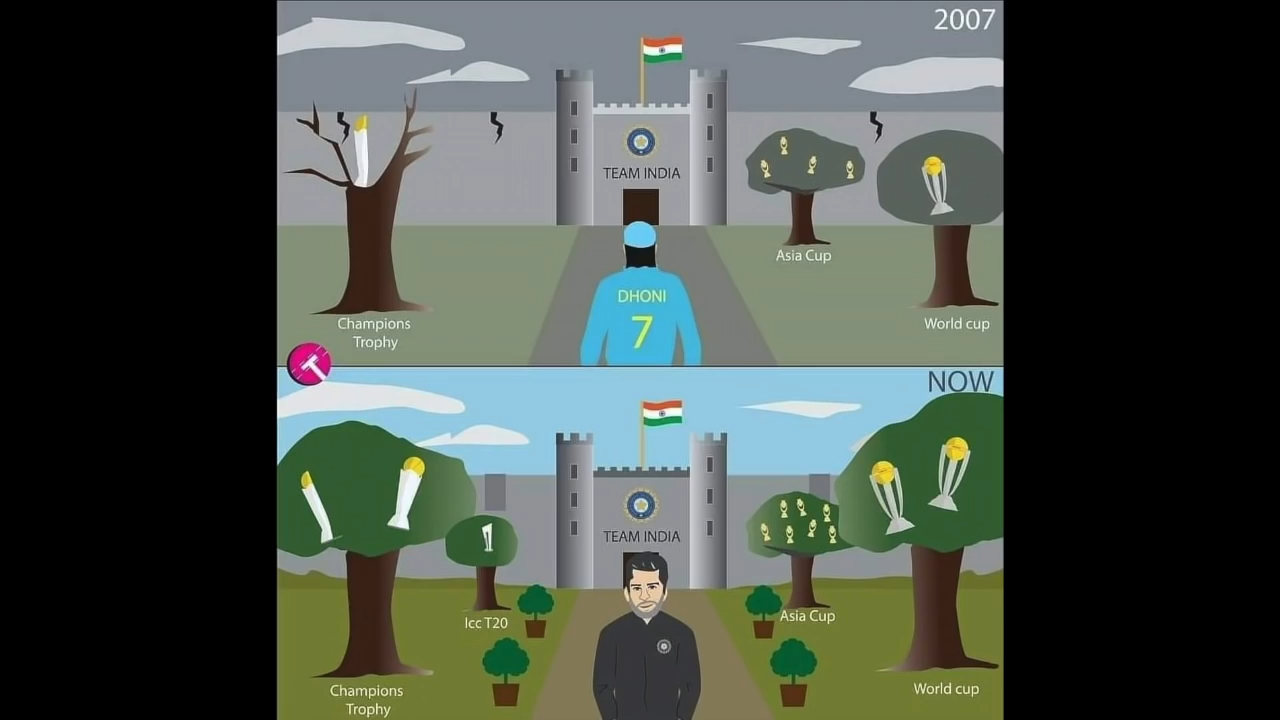 2007
TEAM INDIA
Asia Cup
DHONI
7
Champions
Trophy
World cup
T
NOW
TEAM INDIA
Icc T20
Asia Cup
Champions
Trophy
World cup